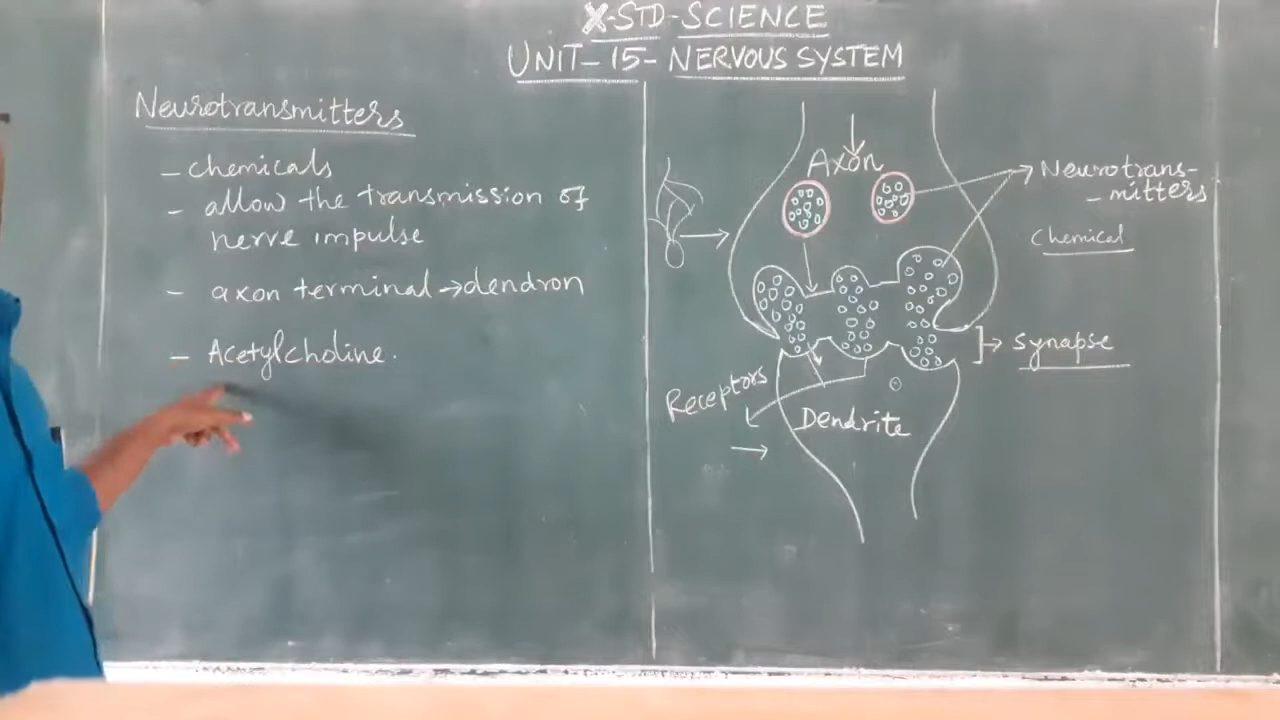 X-STD-SCIENCE
UNIT-15- NERVOUS SYSTEM
Neurotransmitters
- chemicals
- allow the transmission of
nerve impulse
- axon terminal → dendron
- Acetylcholine.
Axon
Neurotrans-
-mitters
Chemical
Synapse
Receptors
Dendrite